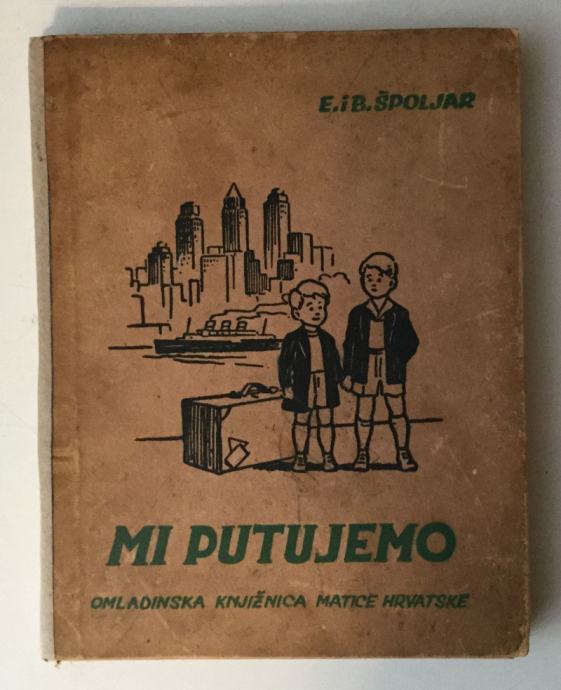 E. i B. ŠPOLJAR
MI PUTUJEMO
OMLADINSKA KNJIŽNICA MATICE HRVATSKE